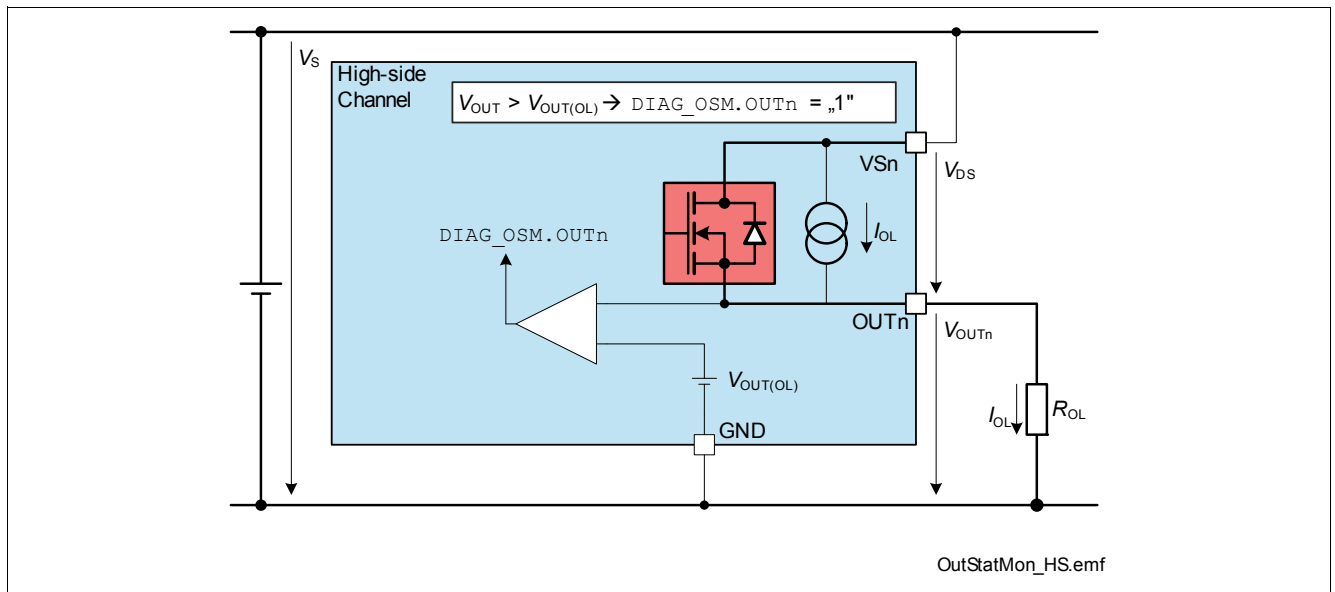 VS
High-side
Channel
VOUT > VOUT(OL) → DIAG_OSM.OUTn = „1"
VSn
VDS
IOL
DIAG_OSM.OUTn
OUTn
VOUTn
VOUT(OL)
IOL
ROL
GND
OutStatMon_HS.emf